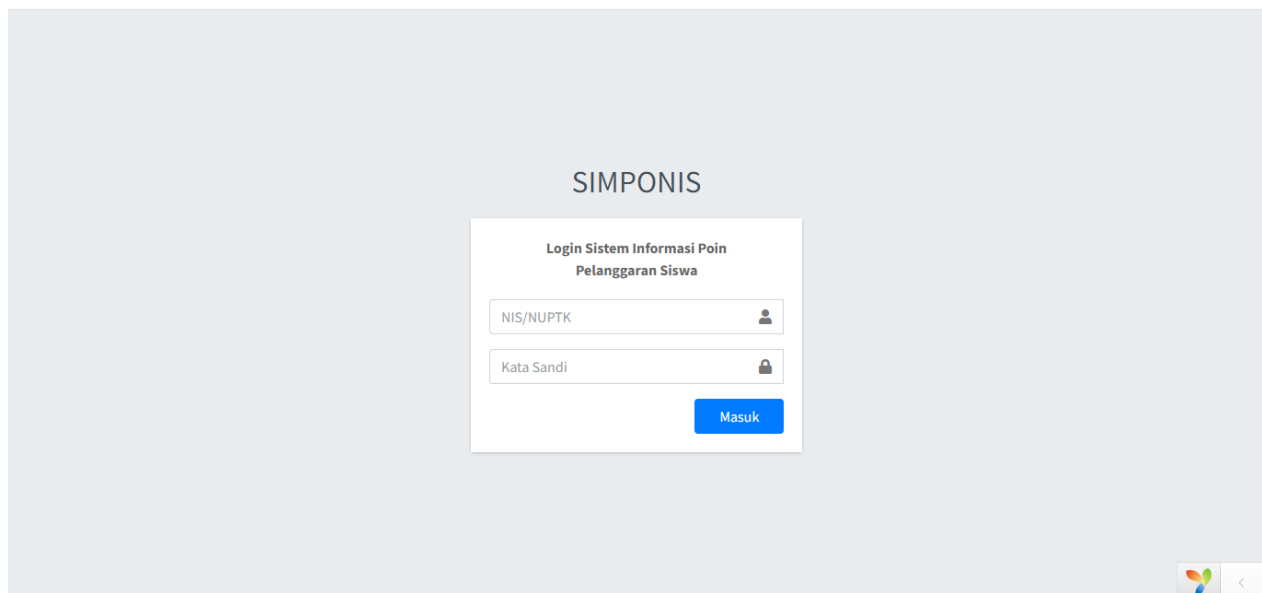 SIMPONIS
Login Sistem Informasi Poin
Pelanggaran Siswa
NIS/NUPTK
Kata Sandi
Masuk